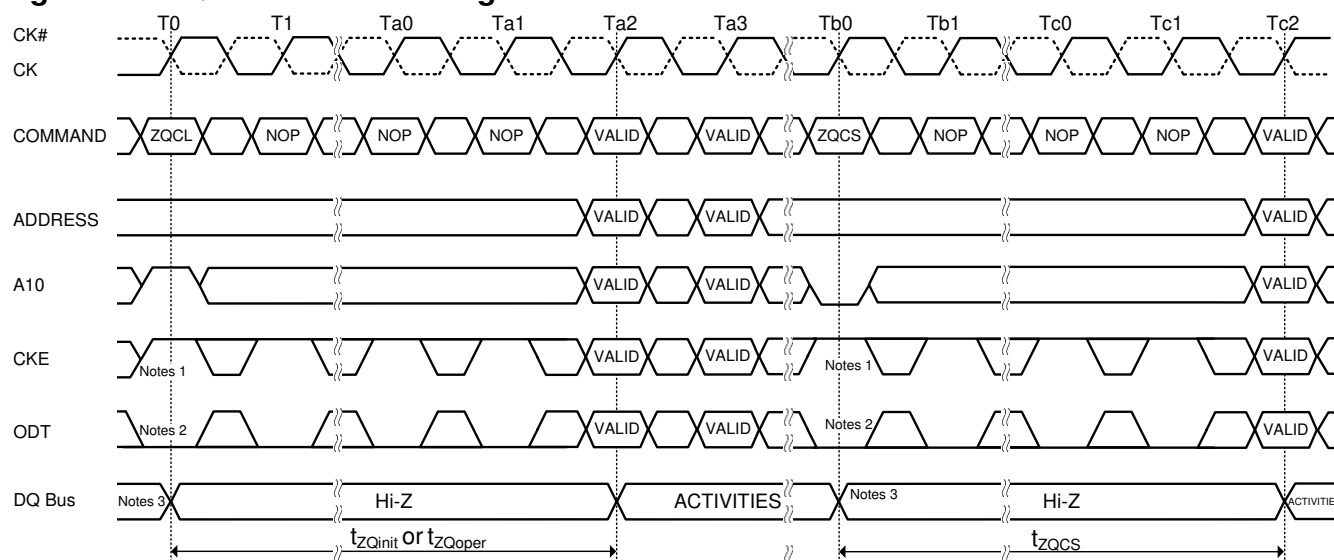 T0 T1 Ta0 Ta1 Ta2 Ta3 Tb0 Tb1 Tc0 Tc1 Tc2
CK#
CK
COMMAND ZQCL NOP NOP NOP VALID VALID ZQCS NOP NOP NOP VALID
ADDRESS VALID VALID VALID
A10 VALID VALID VALID
CKE Notes 1 VALID VALID Notes 1 VALID
ODT Notes 2 VALID VALID Notes 2 VALID
DQ Bus Notes 3 Hi-Z ACTIVITIES Notes 3 Hi-Z ACTIVITIE
tZQinit or tZQoper tZQCS